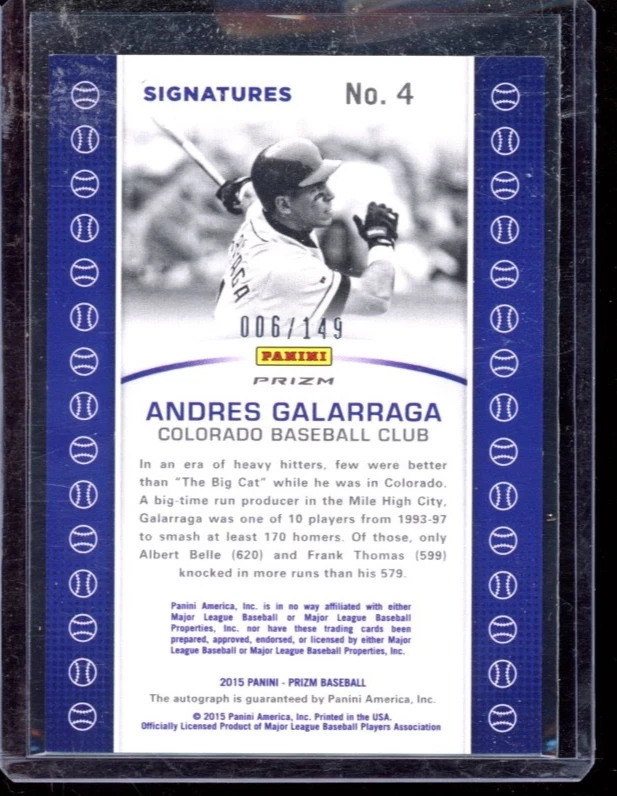 SIGNATURES No. 4
006/149
PANINI
PRIZM
ANDRES GALARRAGA
COLORADO BASEBALL CLUB
In an era of heavy hitters, few were better
than "The Big Cat" while he was in Colorado.
A big-time run producer in the Mile High City,
Galarraga was one of 10 players from 1993-97
to smash at least 170 homers. Of those, only
Albert Belle (620) and Frank Thomas (599)
knocked in more runs than his 579.
Panini America, Inc. is in no way affiliated with either
Major League Baseball or Major League Baseball
Properties, Inc. nor have these trading cards been
prepared, approved, endorsed, or licensed by either Major
League Baseball or Major League Baseball Properties, Inc.
2015 PANINI - PRIZM BASEBALL
The autograph is guaranteed by Panini America, Inc.
© 2015 Panini America, Inc. Printed in the USA.
Officially Licensed Product of Major League Baseball Players Association